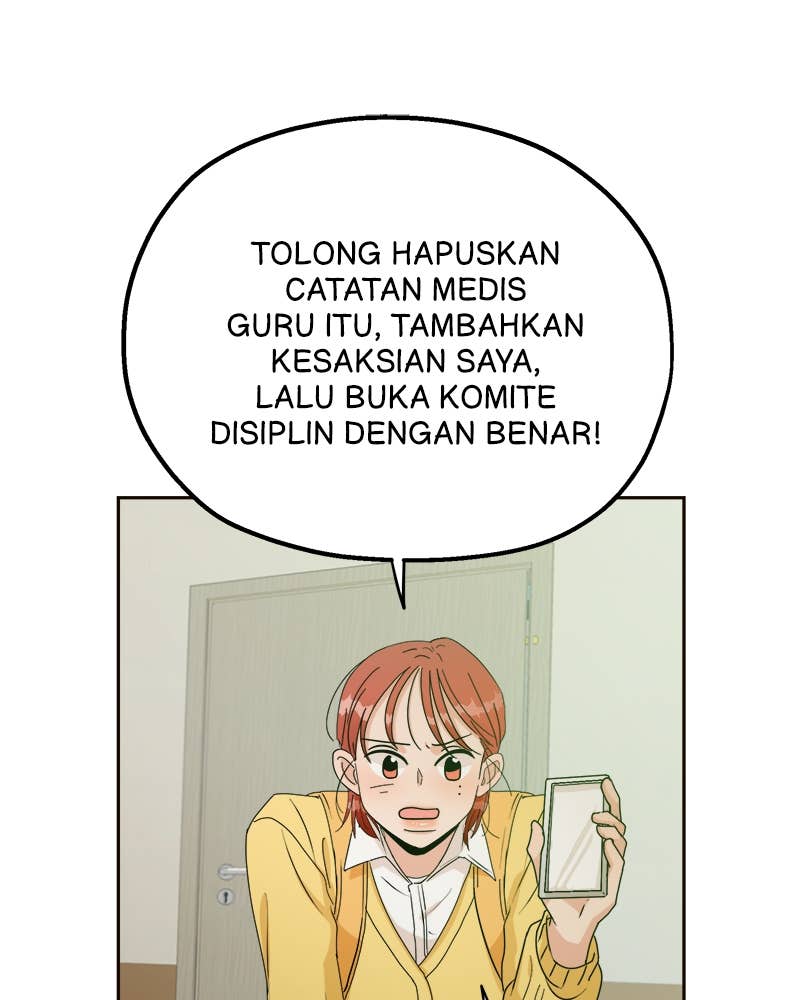 TOLONG HAPUSKAN
CATATAN MEDIS
GURU ITU, TAMBAHKAN
KESAKSIAN SAYA,
LALU BUKA KOMITE
DISIPLIN DENGAN BENAR!